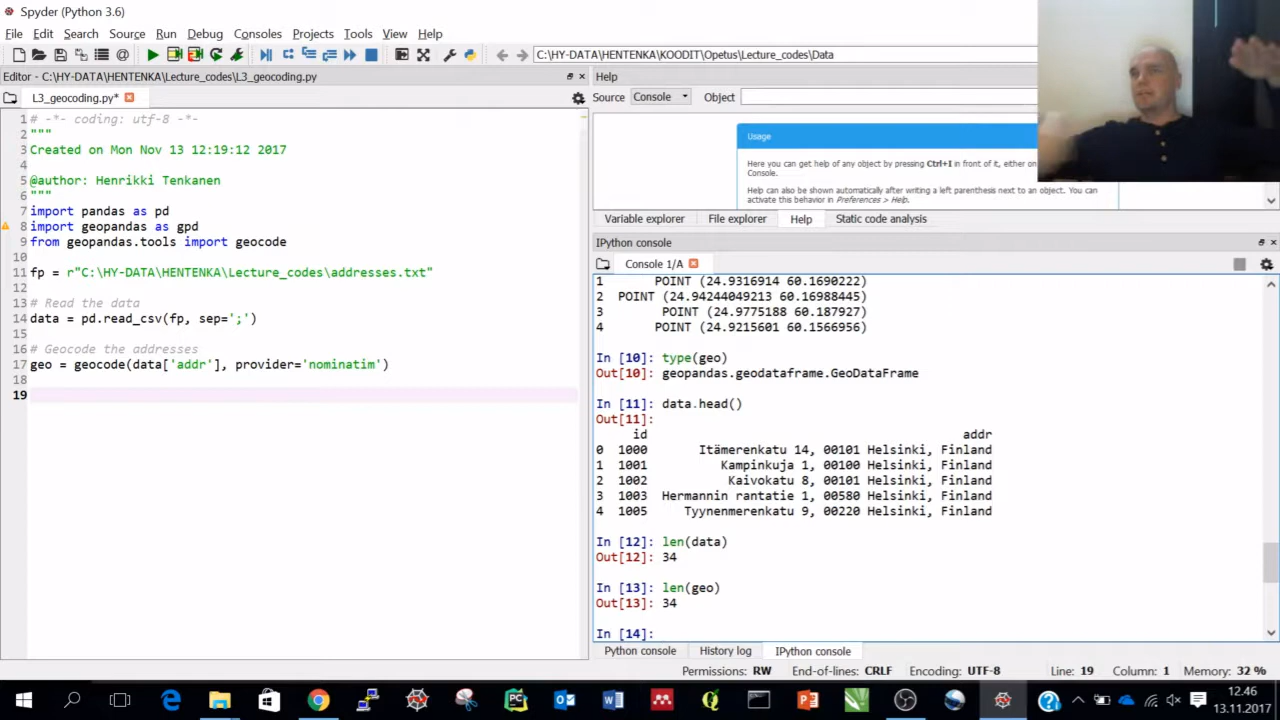 Spyder (Python 3.6)
File Edit Search Source Run Debug Consoles Projects Tools View Help
C:\HY-DATA\HENTENKA\KOODIT\Opetus\Lecture_codes\Data
Editor - C:\HY-DATA\HENTENKA\Lecture_codes\L3_geocoding.py
L3_geocoding.py*
1 # -*- coding: utf-8 -*-
2 """
3 Created on Mon Nov 13 12:19:12 2017
4
5 @author: Henrikki Tenkanen
6 """
7 import pandas as pd
8 import geopandas as gpd
9 from geopandas.tools import geocode
10
11 fp = r"C:\HY-DATA\HENTENKA\Lecture_codes\addresses.txt"
12
13 # Read the data
14 data = pd.read_csv(fp, sep=';')
15
16 # Geocode the addresses
17 geo = geocode(data['addr'], provider='nominatim')
18
19
Help
Source Console Object
Usage
Here you can get help of any object by pressing Ctrl+I in front of it, either on
Console.
Help can also be shown automatically after writing a left parenthesis next to an object. You can
activate this behavior in Preferences > Help.
Variable explorer File explorer Help Static code analysis
IPython console
Console 1/A
1 POINT (24.9316914 60.1690222)
2 POINT (24.94244049213 60.16988445)
3 POINT (24.9775188 60.187927)
4 POINT (24.9215601 60.1566956)
In [10]: type(geo)
Out[10]: geopandas.geodataframe.GeoDataFrame
In [11]: data.head()
Out[11]:
id addr
0 1000 Itämerenkatu 14, 00101 Helsinki, Finland
1 1001 Kampinkuja 1, 00100 Helsinki, Finland
2 1002 Kaivokatu 8, 00101 Helsinki, Finland
3 1003 Hermannin rantatie 1, 00580 Helsinki, Finland
4 1005 Tyynenmerenkatu 9, 00220 Helsinki, Finland
In [12]: len(data)
Out[12]: 34
In [13]: len(geo)
Out[13]: 34
In [14]:
Python console History log IPython console
Permissions: RW End-of-lines: CRLF Encoding: UTF-8 Line: 19 Column: 1 Memory: 32 %
12.46
13.11.2017